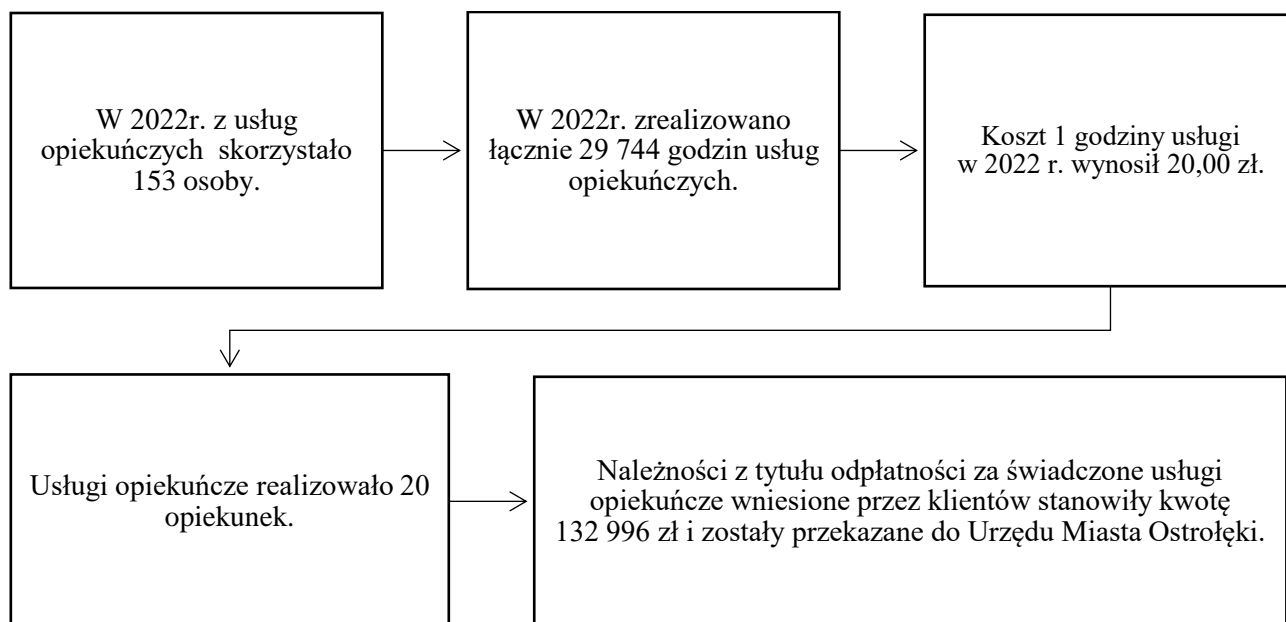 W 2022r. z usług
opiekuńczych skorzystało
153 osoby.
W 2022r. zrealizowano
łącznie 29 744 godzin usług
opiekuńczych.
Koszt 1 godziny usługi
w 2022 r. wynosił 20,00 zł.
Usługi opiekuńcze realizowało 20
opiekunek.
Należności z tytułu odpłatności za świadczone usługi
opiekuńcze wniesione przez klientów stanowiły kwotę
132 996 zł i zostały przekazane do Urzędu Miasta Ostrołęki.